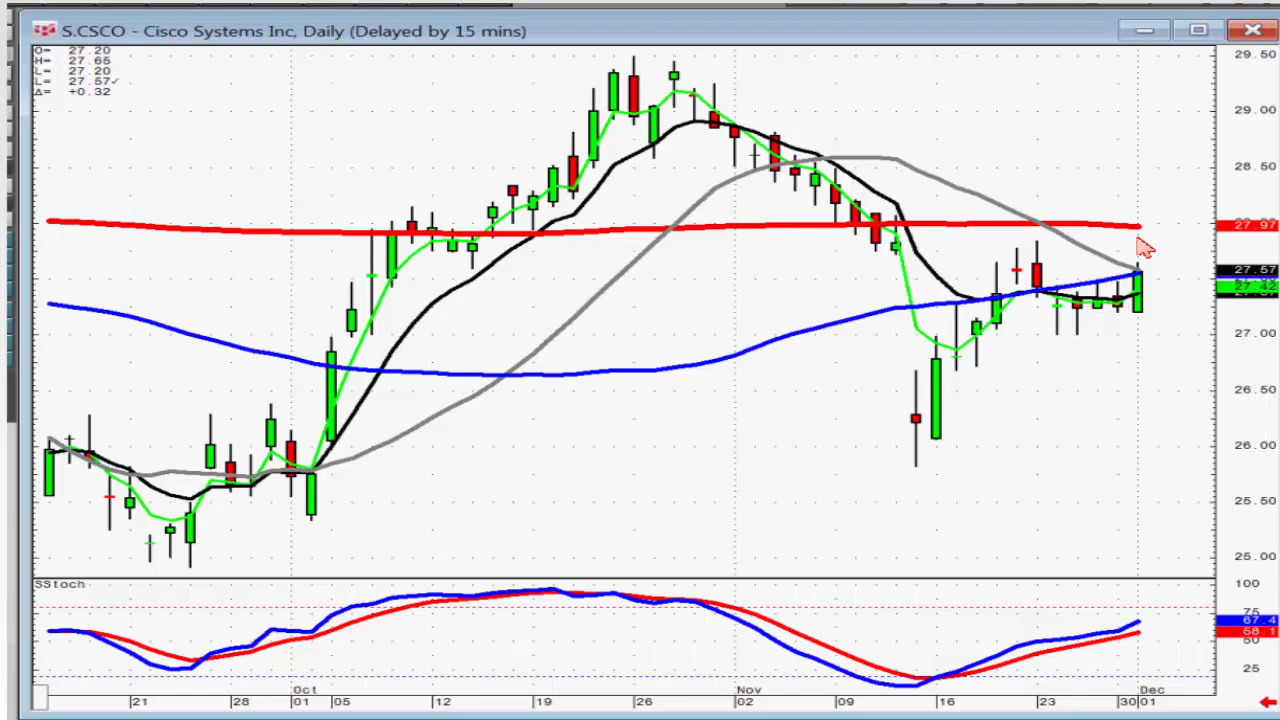 S.CSCO - Cisco Systems Inc, Daily (Delayed by 15 mins)
O= 27.20
H= 27.65
L= 27.20
L= 27.57✓
Δ= +0.32
29.50
29.00
28.50
27.97
27.57
27.42
27.00
26.50
26.00
25.50
25.00
SStoch
100
75
67.4
58.1
50
25
Oct Nov Dec
21 28 01 05 12 19 26 02 09 16 23 30 01